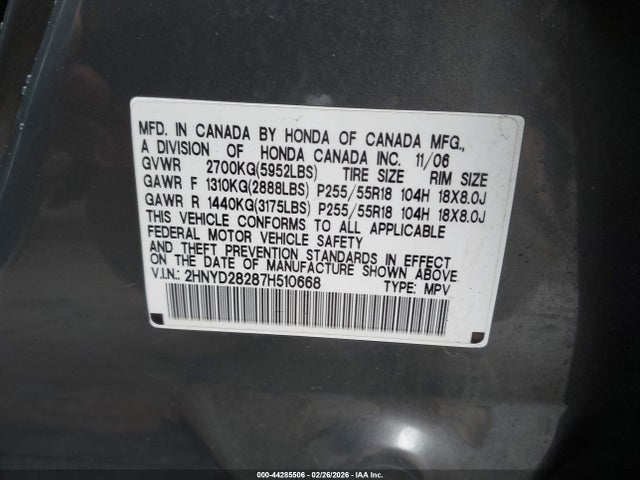 MFD. IN CANADA BY HONDA OF CANADA MFG.,
A DIVISION OF HONDA CANADA INC. 11/06
GVWR 2700KG(5952LBS) TIRE SIZE RIM SIZE
GAWR F 1310KG(2888LBS) P255/55R18 104H 18X8.0J
GAWR R 1440KG(3175LBS) P255/55R18 104H 18X8.0J
THIS VEHICLE CONFORMS TO ALL APPLICABLE
FEDERAL MOTOR VEHICLE SAFETY
AND THEFT PREVENTION STANDARDS IN EFFECT
ON THE DATE OF MANUFACTURE SHOWN ABOVE.
V.I.N.: 2HNYD28287H510668 TYPE: MPV
000-44285506 02/26/2026 IAA Inc.